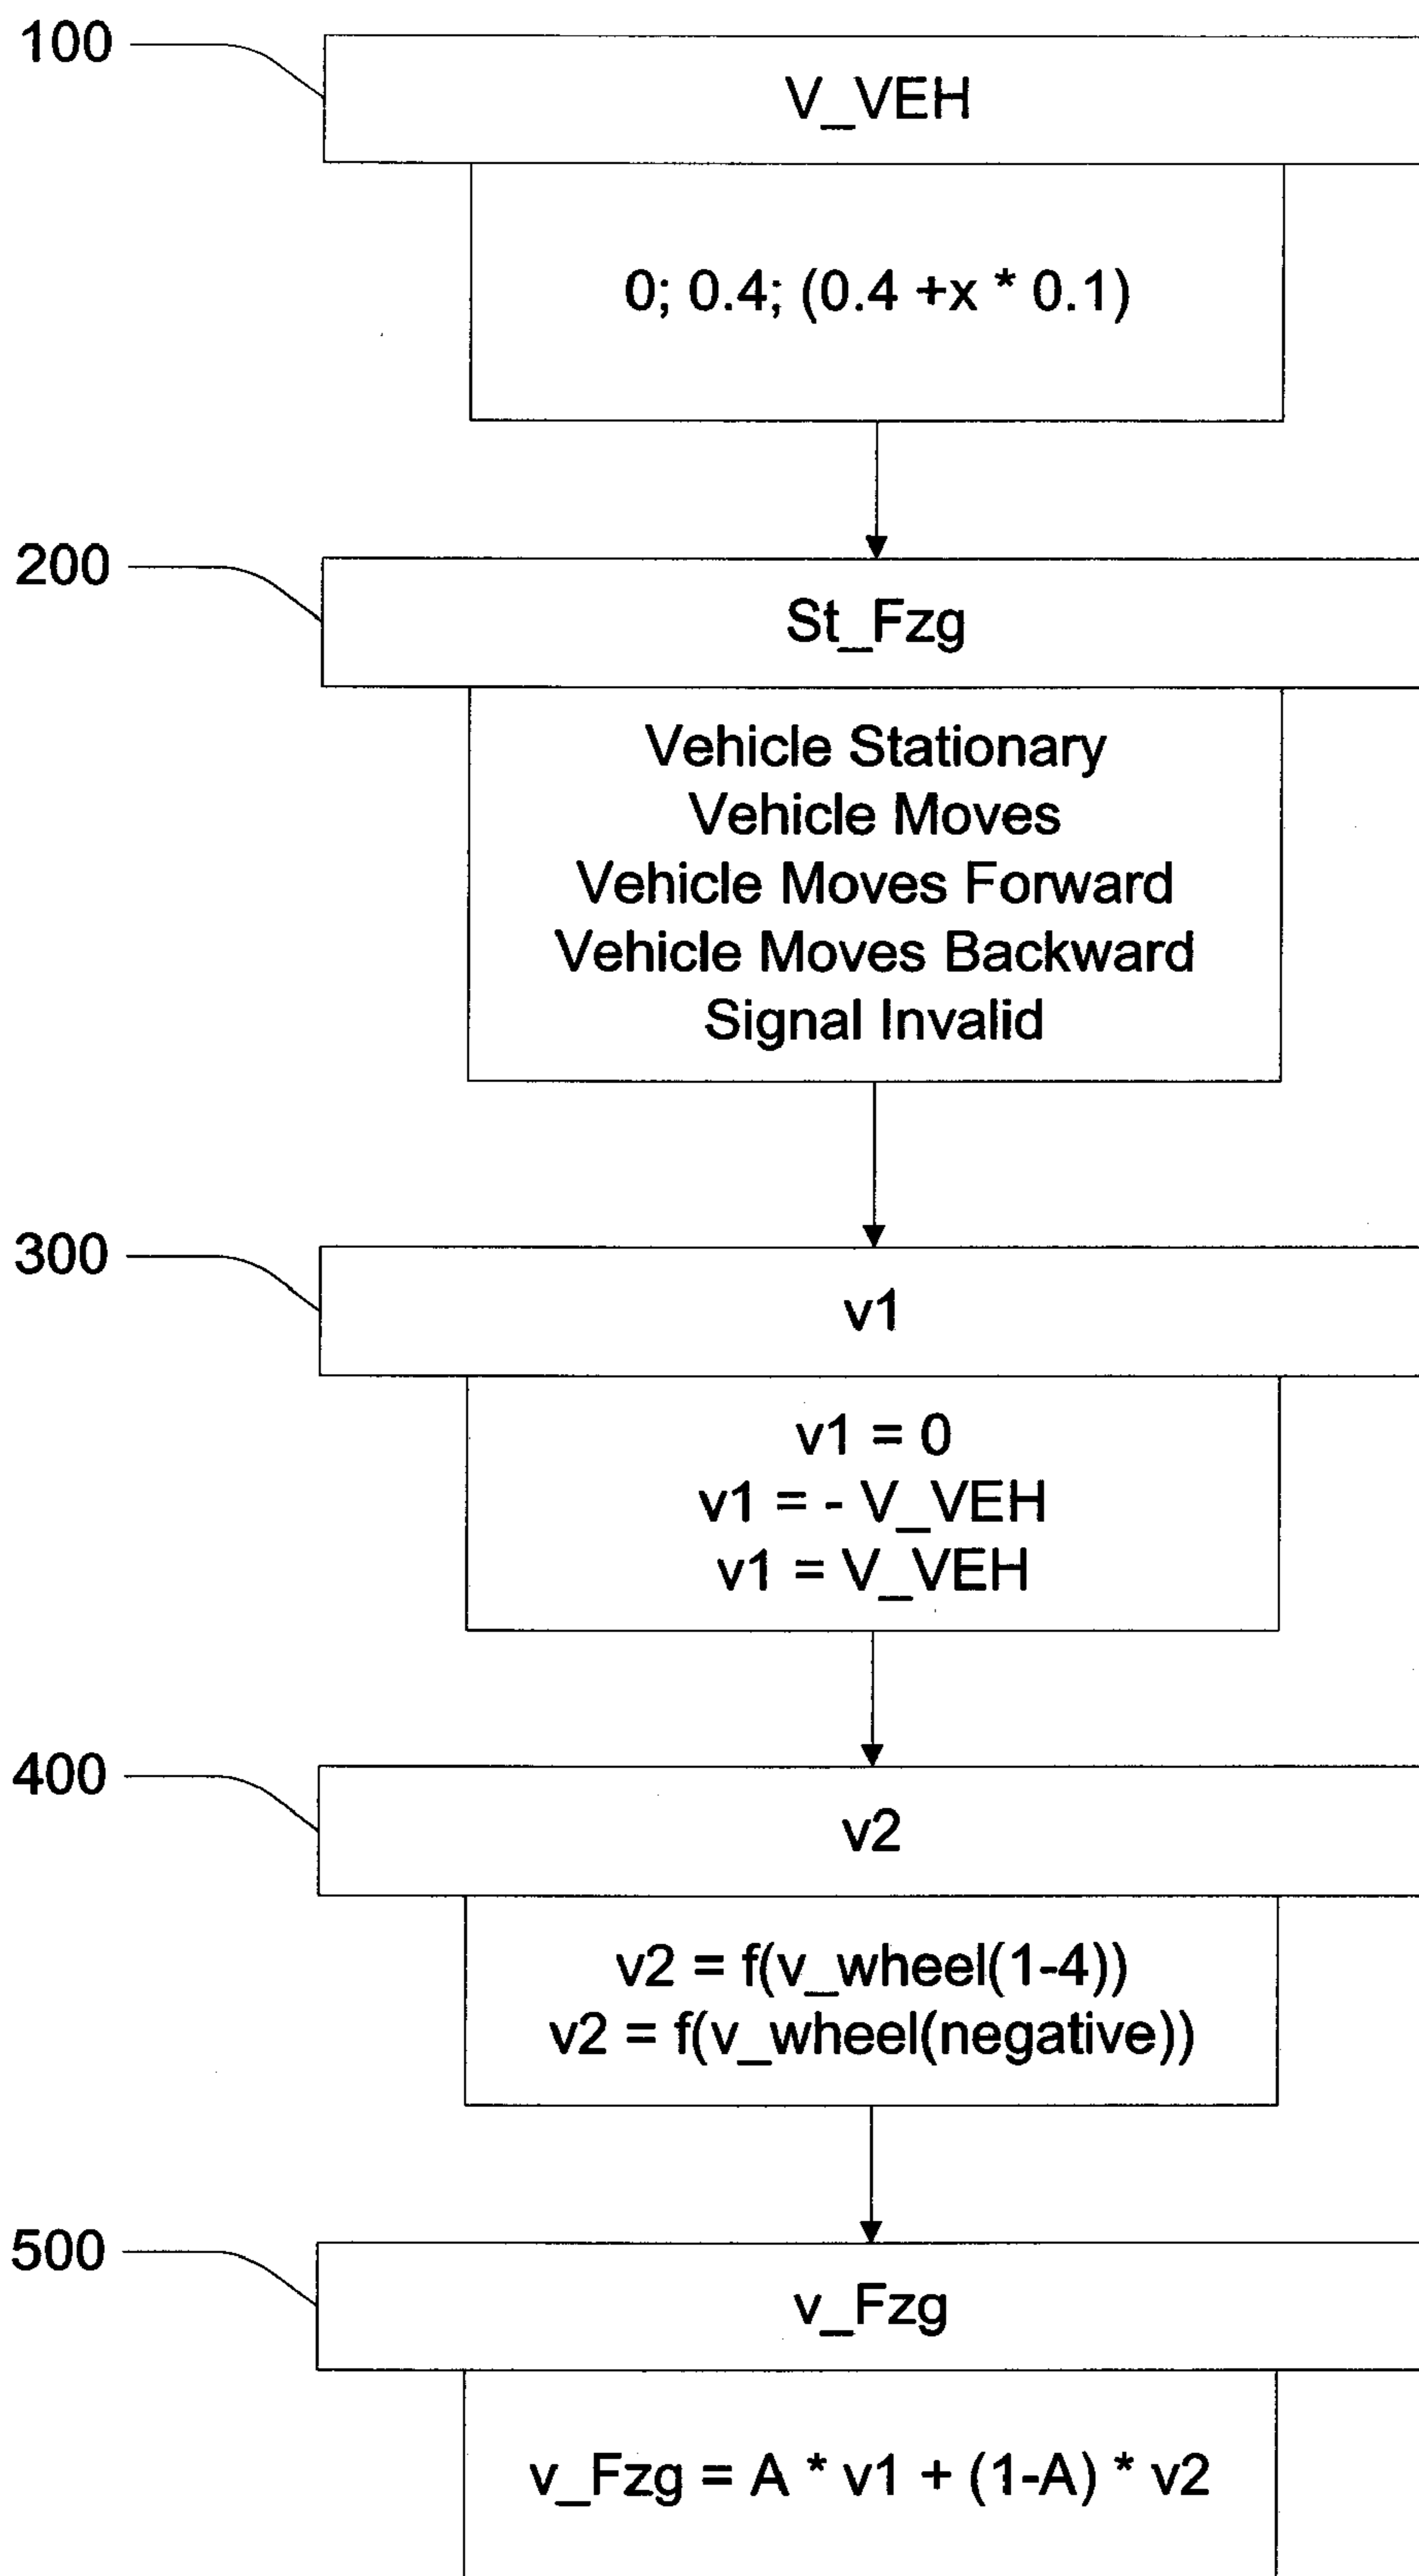 100
V_VEH
0; 0.4; (0.4 +x * 0.1)
200
St_Fzg
Vehicle Stationary
Vehicle Moves
Vehicle Moves Forward
Vehicle Moves Backward
Signal Invalid
300
v1
v1 = 0
v1 = - V_VEH
v1 = V_VEH
400
v2
v2 = f(v_wheel(1-4))
v2 = f(v_wheel(negative))
500
v_Fzg
v_Fzg = A * v1 + (1-A) * v2